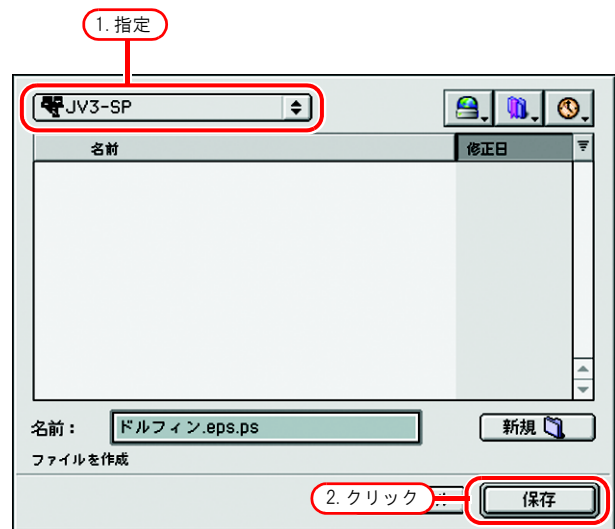 1. 指定
JV3-SP
名前 修正日
名前： ドルフィン.eps.ps
新規
ファイルを作成
2. クリック
保存